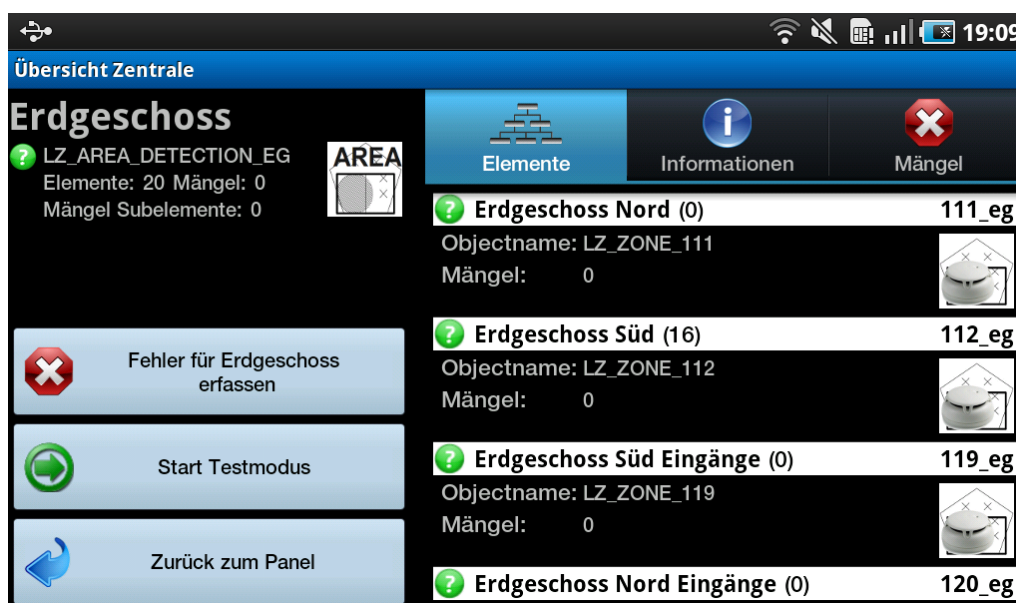 19:09
Übersicht Zentrale
Erdgeschoss
LZ_AREA_DETECTION_EG
Elemente: 20 Mängel: 0
Mängel Subelemente: 0
AREA
Fehler für Erdgeschoss
erfassen
Start Testmodus
Zurück zum Panel
Elemente
Informationen
Mängel
Erdgeschoss Nord (0) 111_eg
Objectname: LZ_ZONE_111
Mängel: 0
Erdgeschoss Süd (16) 112_eg
Objectname: LZ_ZONE_112
Mängel: 0
Erdgeschoss Süd Eingänge (0) 119_eg
Objectname: LZ_ZONE_119
Mängel: 0
Erdgeschoss Nord Eingänge (0) 120_eg